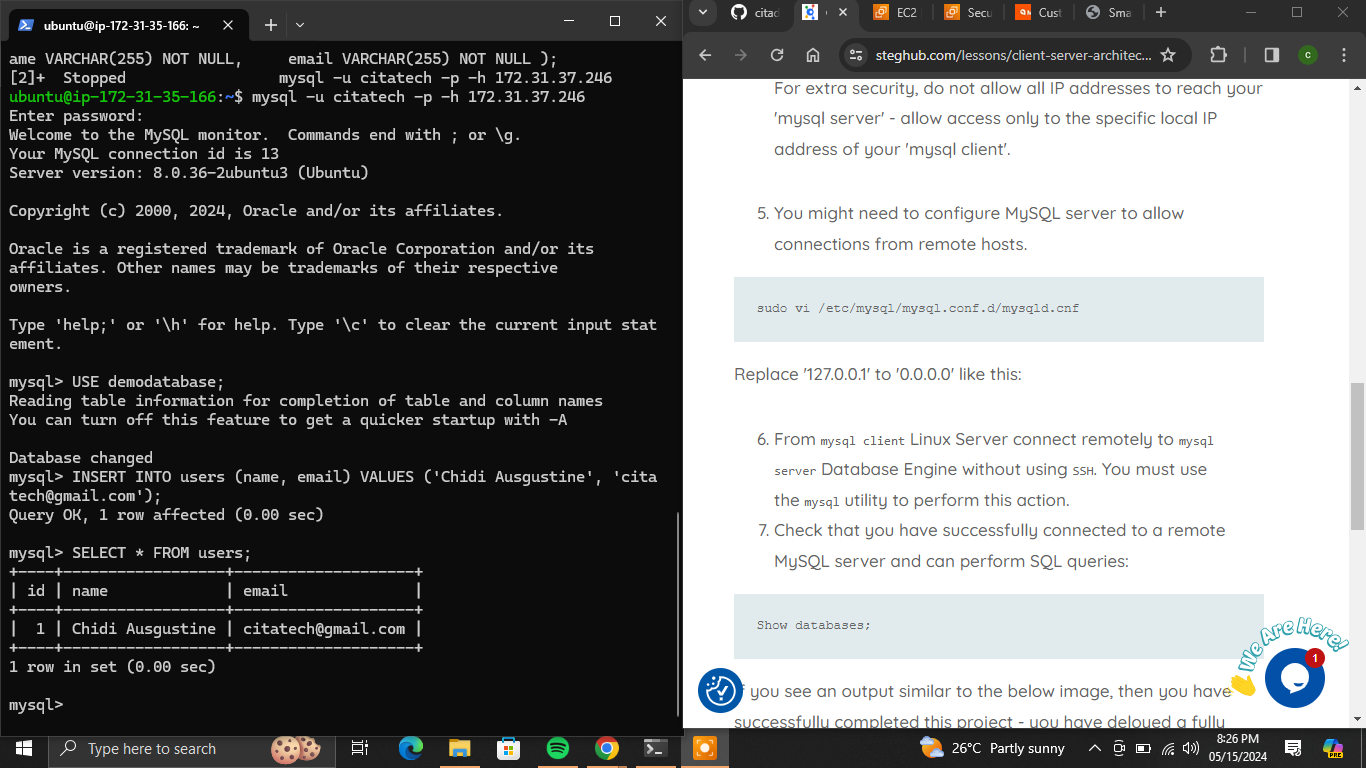 ubuntu@ip-172-31-35-166: ~
ame VARCHAR(255) NOT NULL,     email VARCHAR(255) NOT NULL );
[2]+  Stopped                 mysql -u citatech -p -h 172.31.37.246
ubuntu@ip-172-31-35-166:~$ mysql -u citatech -p -h 172.31.37.246
Enter password:
Welcome to the MySQL monitor.  Commands end with ; or \g.
Your MySQL connection id is 13
Server version: 8.0.36-2ubuntu3 (Ubuntu)
Copyright (c) 2000, 2024, Oracle and/or its affiliates.
Oracle is a registered trademark of Oracle Corporation and/or its
affiliates. Other names may be trademarks of their respective
owners.
Type 'help;' or '\h' for help. Type '\c' to clear the current input stat
ement.
mysql> USE demodatabase;
Reading table information for completion of table and column names
You can turn off this feature to get a quicker startup with -A
Database changed
mysql> INSERT INTO users (name, email) VALUES ('Chidi Ausgustine', 'cita
tech@gmail.com');
Query OK, 1 row affected (0.00 sec)
mysql> SELECT * FROM users;
+----+------------------+--------------------+
| id | name             | email              |
+----+------------------+--------------------+
|  1 | Chidi Ausgustine | citatech@gmail.com |
+----+------------------+--------------------+
1 row in set (0.00 sec)
mysql>
citad
EC2
Secu
Cust
Sma
steghub.com/lessons/client-server-architec...
c
For extra security, do not allow all IP addresses to reach your
'mysql server' - allow access only to the specific local IP
address of your 'mysql client'.
5. You might need to configure MySQL server to allow
connections from remote hosts.
sudo vi /etc/mysql/mysql.conf.d/mysqld.cnf
Replace '127.0.0.1' to '0.0.0.0' like this:
6. From mysql client Linux Server connect remotely to mysql
server Database Engine without using SSH. You must use
the mysql utility to perform this action.
7. Check that you have successfully connected to a remote
MySQL server and can perform SQL queries:
Show databases;
We Are Here!
1
you see an output similar to the below image, then you have
successfully completed this project - you have deloyed a fully
Type here to search
26°C Partly sunny
8:26 PM
05/15/2024
PRE